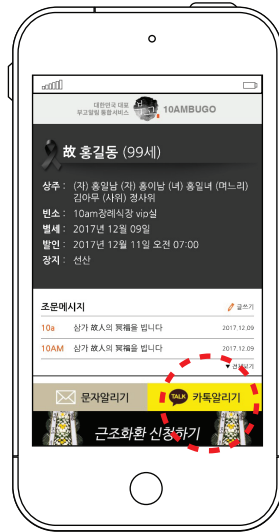 대한민국 대표
부고알림 통합서비스
부고
10AMBUGO
故 홍길동 (99세)
상주 : (자) 홍일남 (자) 홍이남 (녀) 홍일녀 (며느리)
김아무 (사위) 정사위
빈소 : 10am장례식장 vip실
별세 : 2017년 12월 09일
발인 : 2017년 12월 11일 오전 07:00
장지 : 선산
조문메시지 글쓰기
10a 삼가 故人의 冥福을 빕니다 2017.12.09
10AM 삼가 故人의 冥福을 빕니다 2017.12.09
▼ 전체보기
문자알리기 TALK 카톡알리기
근조화환 신청하기